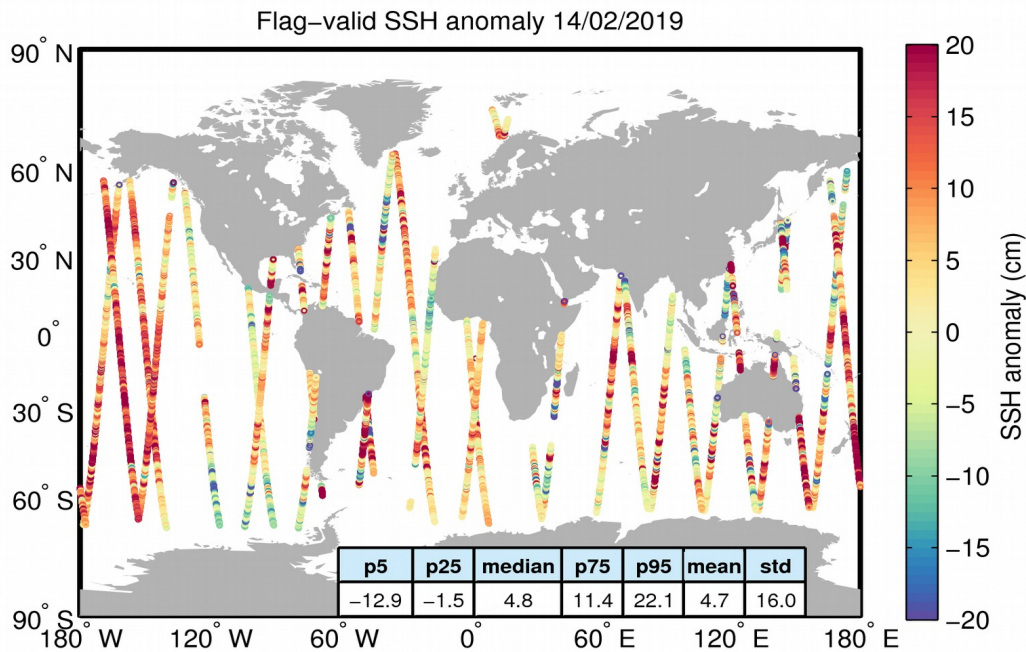 Flag−valid SSH anomaly 14/02/2019
90° N
60° N
30° N
0°
30° S
60° S
90° S
180° W
120° W
60° W
0°
60° E
120° E
180° E
p5 p25 median p75 p95 mean std
−12.9 −1.5 4.8 11.4 22.1 4.7 16.0
20
15
10
5
0
−5
−10
−15
−20
SSH anomaly (cm)